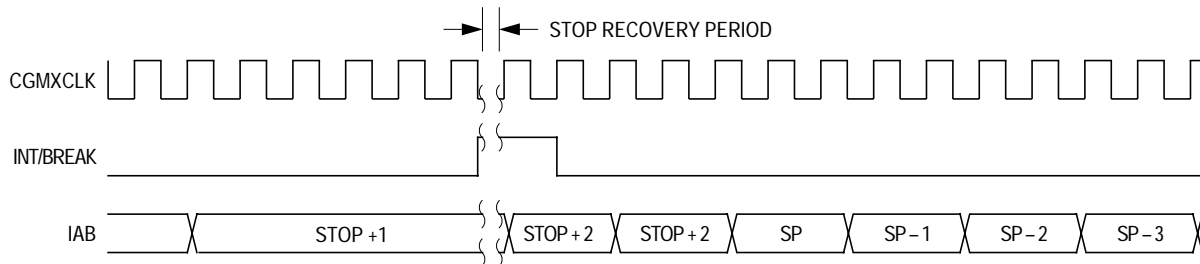 STOP RECOVERY PERIOD
CGMXCLK
INT/BREAK
IAB STOP +1 STOP + 2 STOP + 2 SP SP – 1 SP – 2 SP – 3